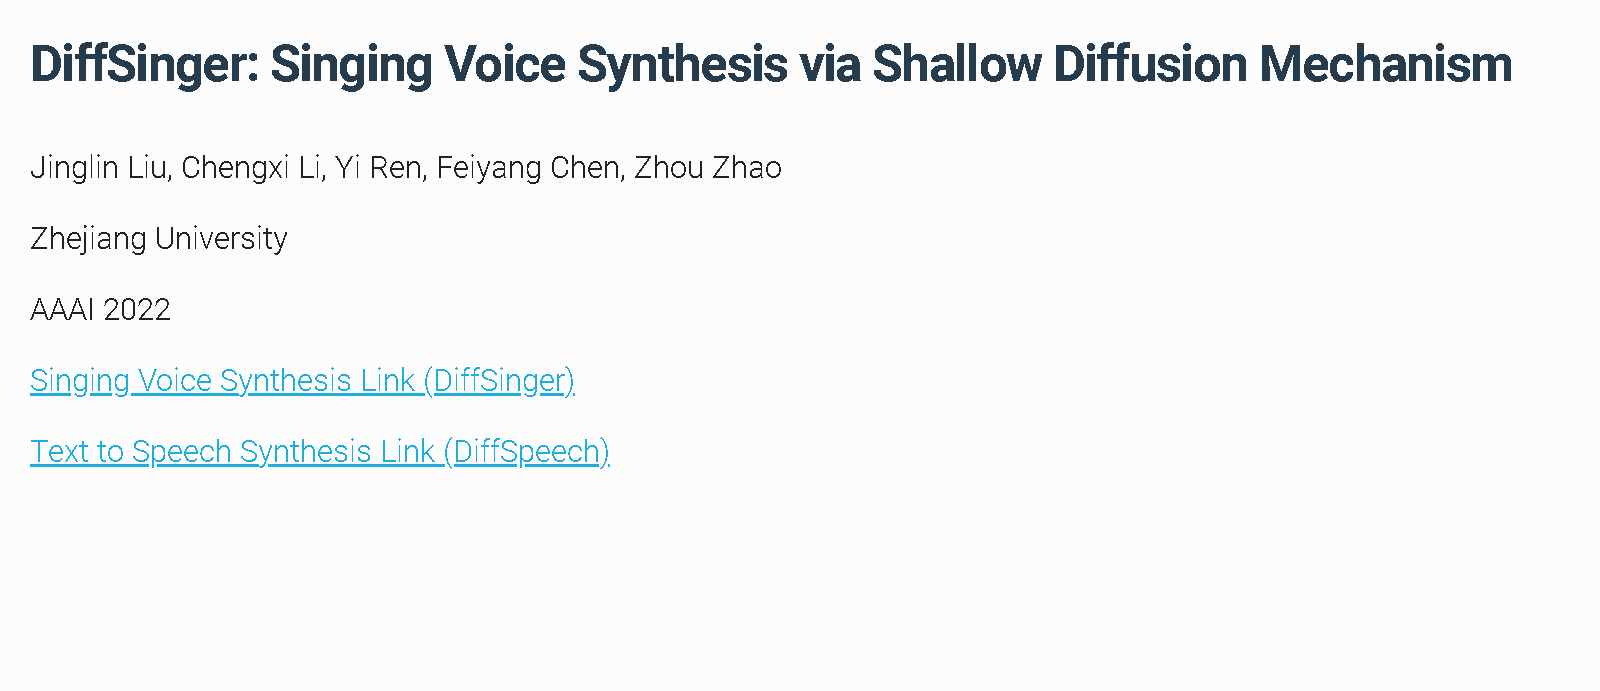 DiffSinger: Singing Voice Synthesis via Shallow Diffusion Mechanism
Jinglin Liu, Chengxi Li, Yi Ren, Feiyang Chen, Zhou Zhao
Zhejiang University
AAAI 2022
Singing Voice Synthesis Link (DiffSinger)
Text to Speech Synthesis Link (DiffSpeech)